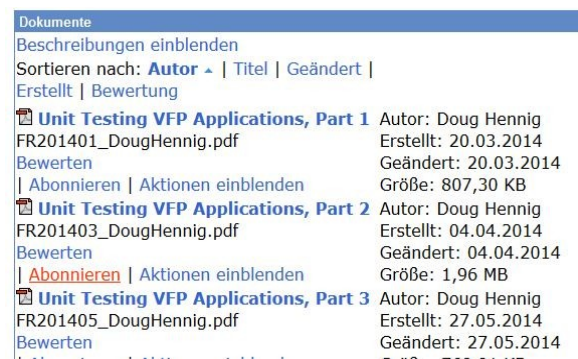 Dokumente
Beschreibungen einblenden
Sortieren nach: Autor ▲ | Titel | Geändert |
Erstellt | Bewertung
Unit Testing VFP Applications, Part 1 Autor: Doug Hennig
FR201401_DougHennig.pdf Erstellt: 20.03.2014
Bewerten Geändert: 20.03.2014
| Abonnieren | Aktionen einblenden Größe: 807,30 KB
Unit Testing VFP Applications, Part 2 Autor: Doug Hennig
FR201403_DougHennig.pdf Erstellt: 04.04.2014
Bewerten Geändert: 04.04.2014
| Abonnieren | Aktionen einblenden Größe: 1,96 MB
Unit Testing VFP Applications, Part 3 Autor: Doug Hennig
FR201405_DougHennig.pdf Erstellt: 27.05.2014
Bewerten Geändert: 27.05.2014